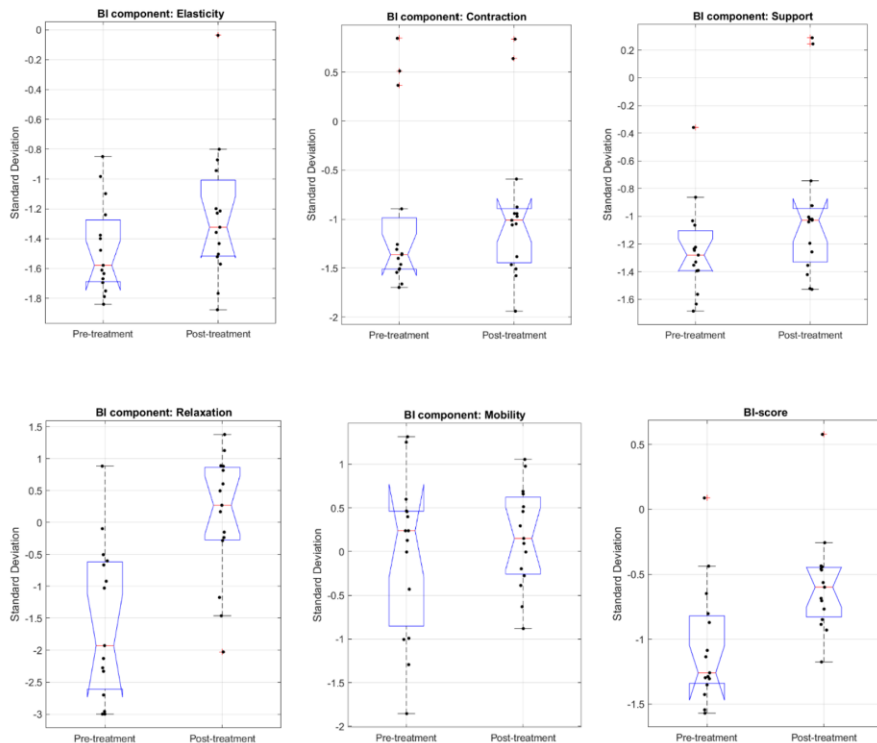 BI component: Elasticity
0
-0.2
-0.4
-0.6
-0.8
-1
-1.2
-1.4
-1.6
-1.8
Standard Deviation
Pre-treatment Post-treatment
BI component: Contraction
0.5
0
-0.5
-1
-1.5
-2
Standard Deviation
Pre-treatment Post-treatment
BI component: Support
0.2
0
-0.2
-0.4
-0.6
-0.8
-1
-1.2
-1.4
-1.6
Standard Deviation
Pre-treatment Post-treatment
BI component: Relaxation
1.5
1
0.5
0
-0.5
-1
-1.5
-2
-2.5
-3
Standard Deviation
Pre-treatment Post-treatment
BI component: Mobility
1
0.5
0
-0.5
-1
-1.5
-2
Standard Deviation
Pre-treatment Post-treatment
BI-score
0.5
0
-0.5
-1
-1.5
Standard Deviation
Pre-treatment Post-treatment